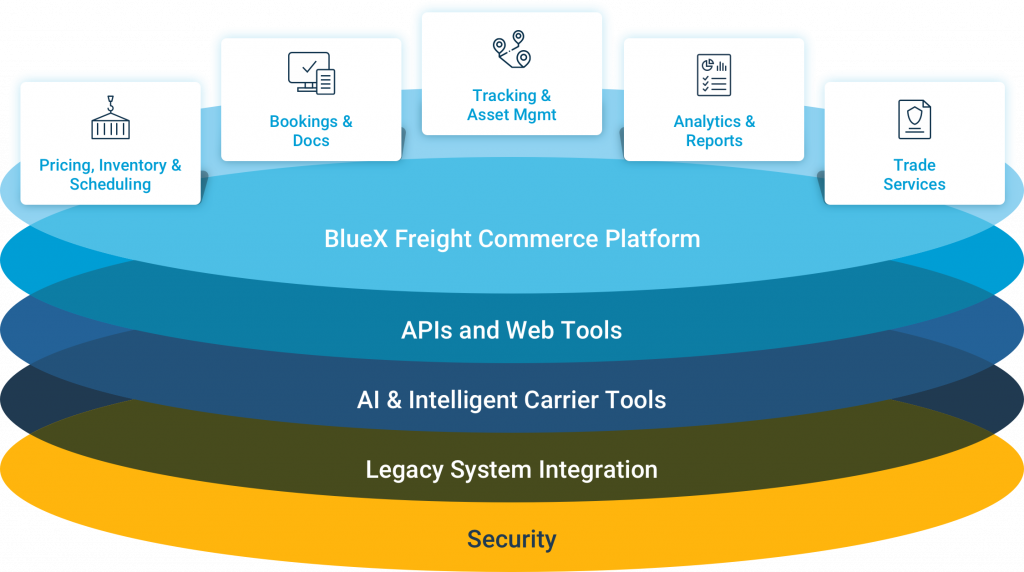 Pricing, Inventory &
Scheduling
Bookings &
Docs
Tracking &
Asset Mgmt
Analytics &
Reports
Trade
Services
BlueX Freight Commerce Platform
APIs and Web Tools
AI & Intelligent Carrier Tools
Legacy System Integration
Security